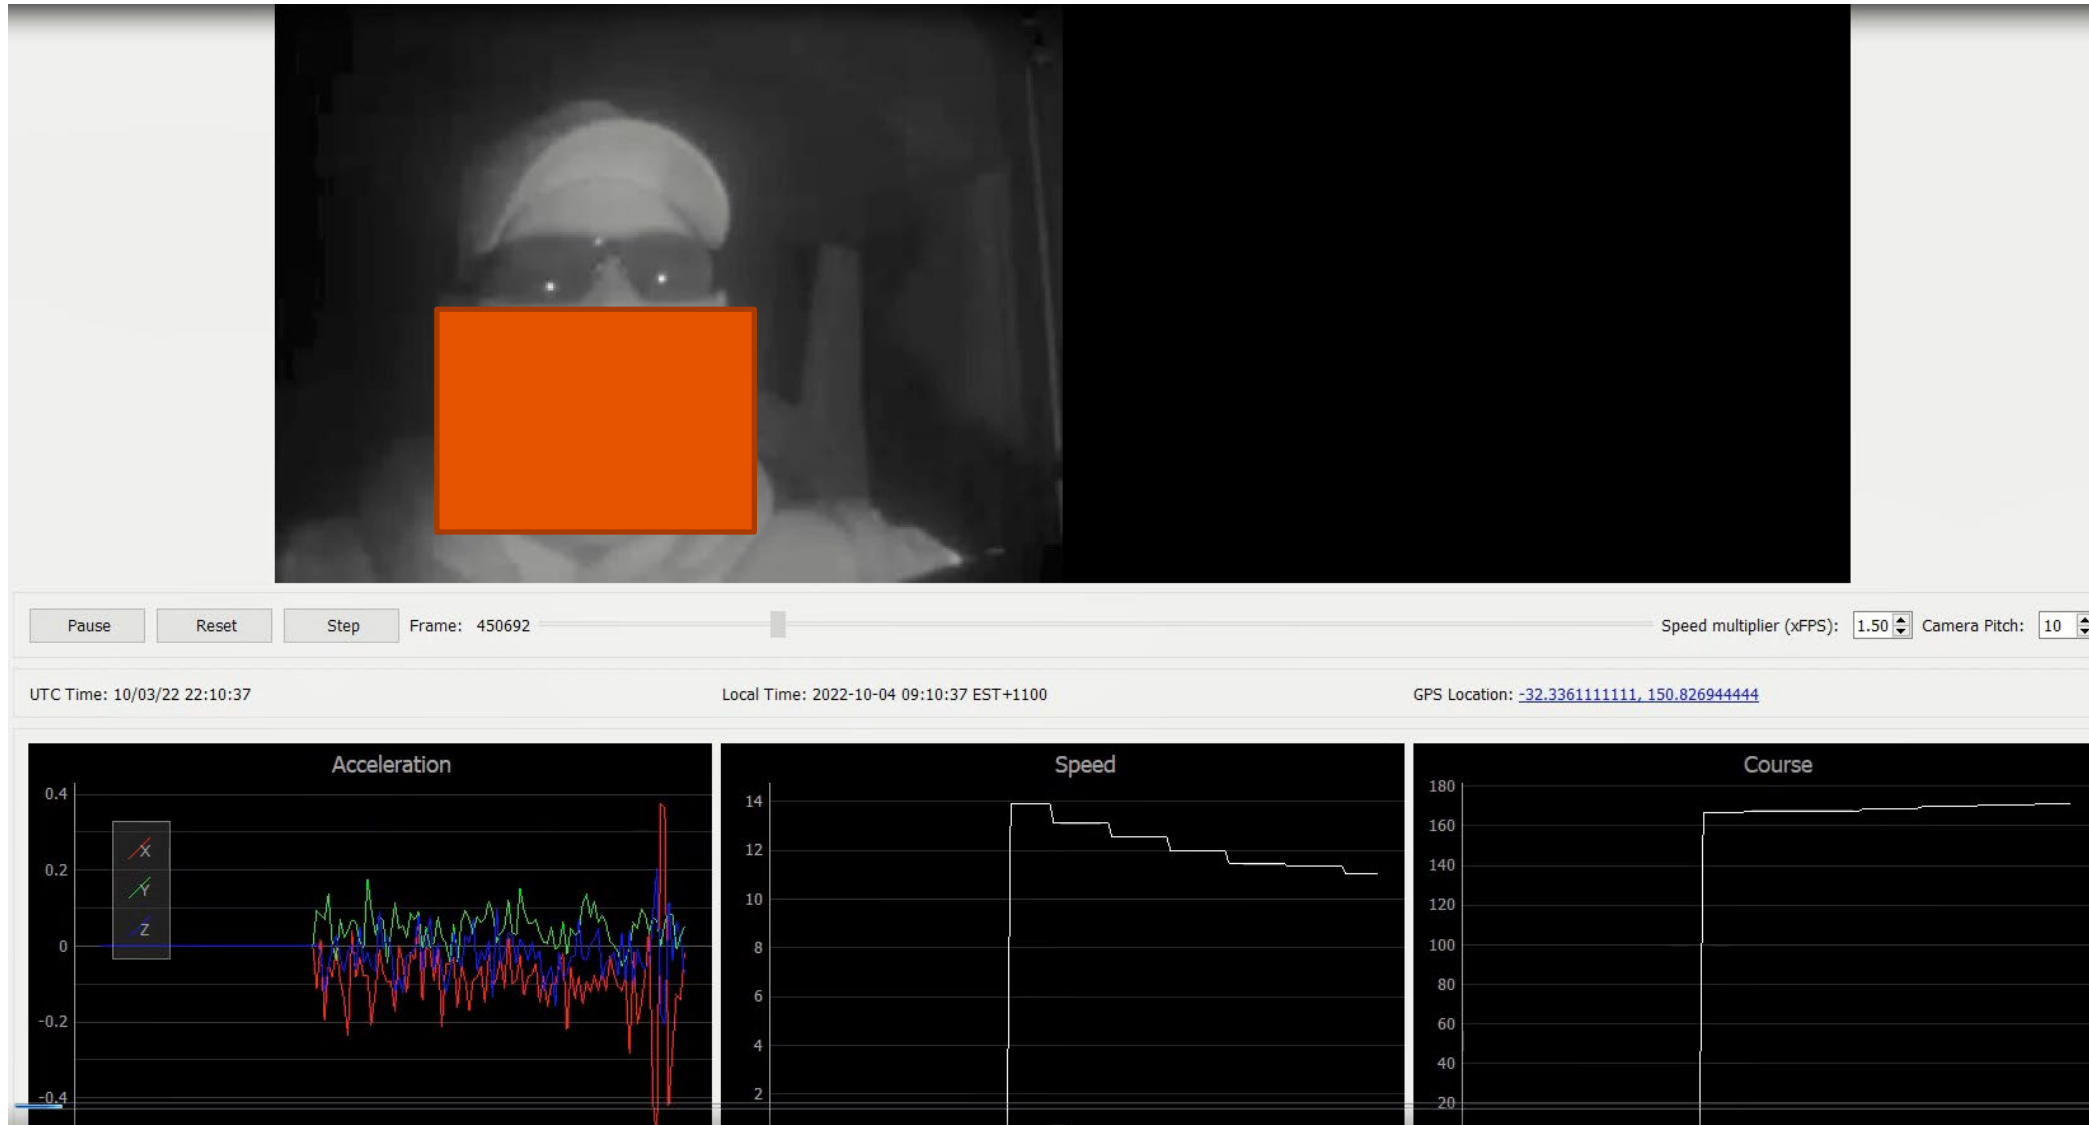 Pause Reset Step Frame: 450692 Speed multiplier (xFPS): 1.50 Camera Pitch: 10
UTC Time: 10/03/22 22:10:37 Local Time: 2022-10-04 09:10:37 EST+1100 GPS Location: -32.3361111111, 150.826944444
Acceleration
0.4
0.2
0
-0.2
-0.4
X
Y
Z
Speed
14
12
10
8
6
4
2
Course
180
160
140
120
100
80
60
40
20